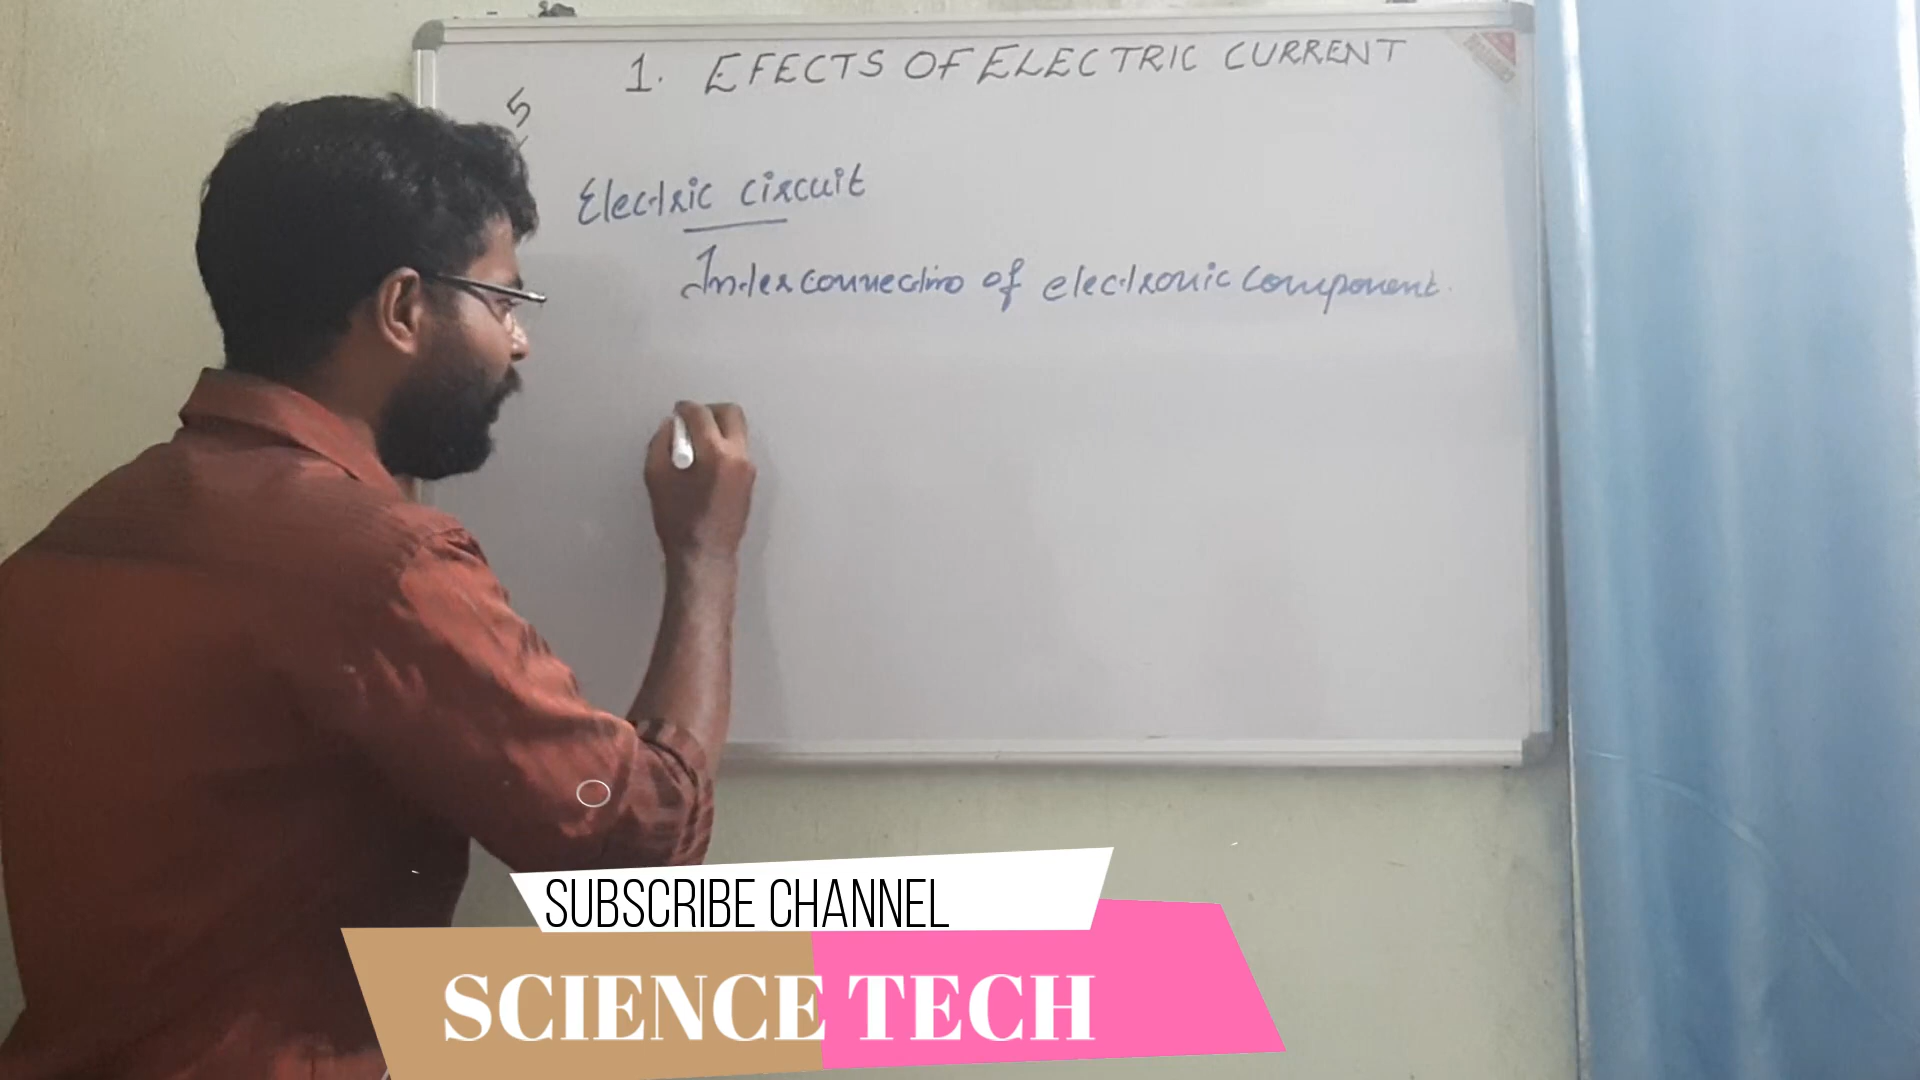 1. EFECTS OF ELECTRIC CURRENT
5
Electric circuit
Interconnection of electronic component.
SUBSCRIBE CHANNEL
SCIENCE TECH